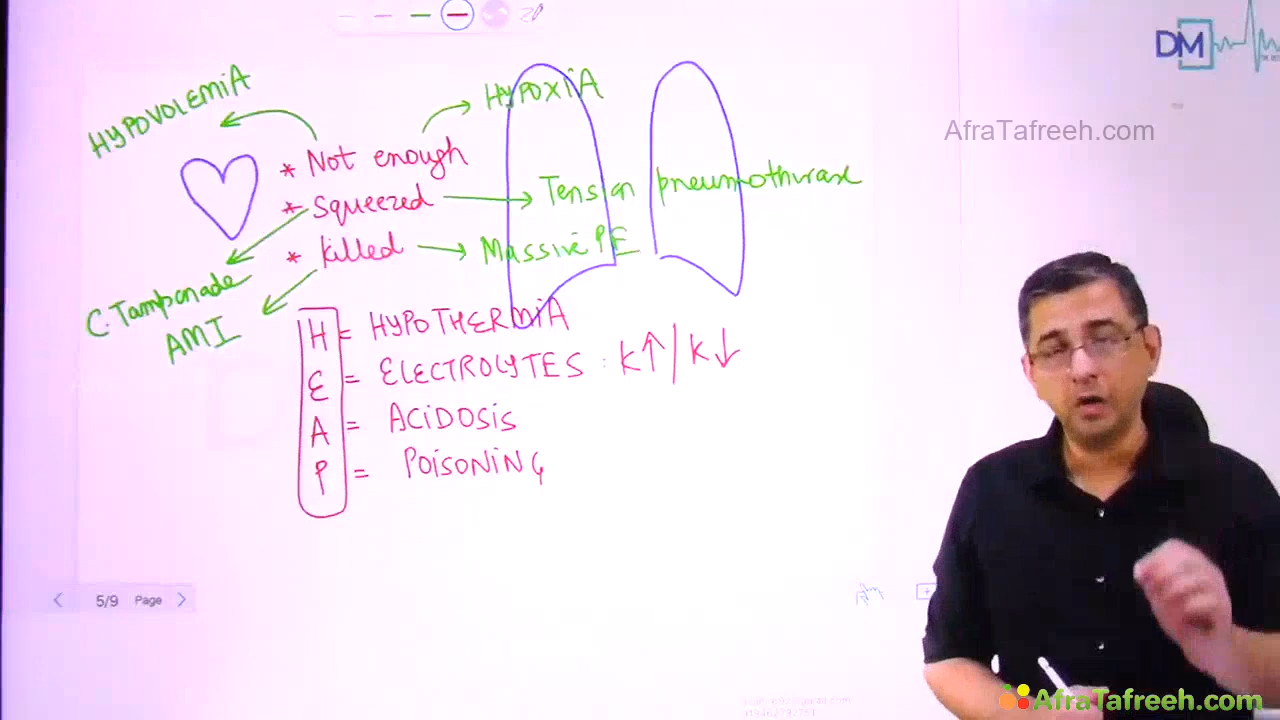 DM
AfraTafreeh.com
HYPOVOLEMiA
HYPOXiA
* Not enough
* Squeezed
Tension pneumothorax
* killed
Massive PE
C. Tamponade
AMI
H = HYPOTHERMiA
E = ELECTROLYTES : K↑/K↓
A = ACiDOSis
P = POiSONiNG
5/9 Page
AfraTafreeh.com